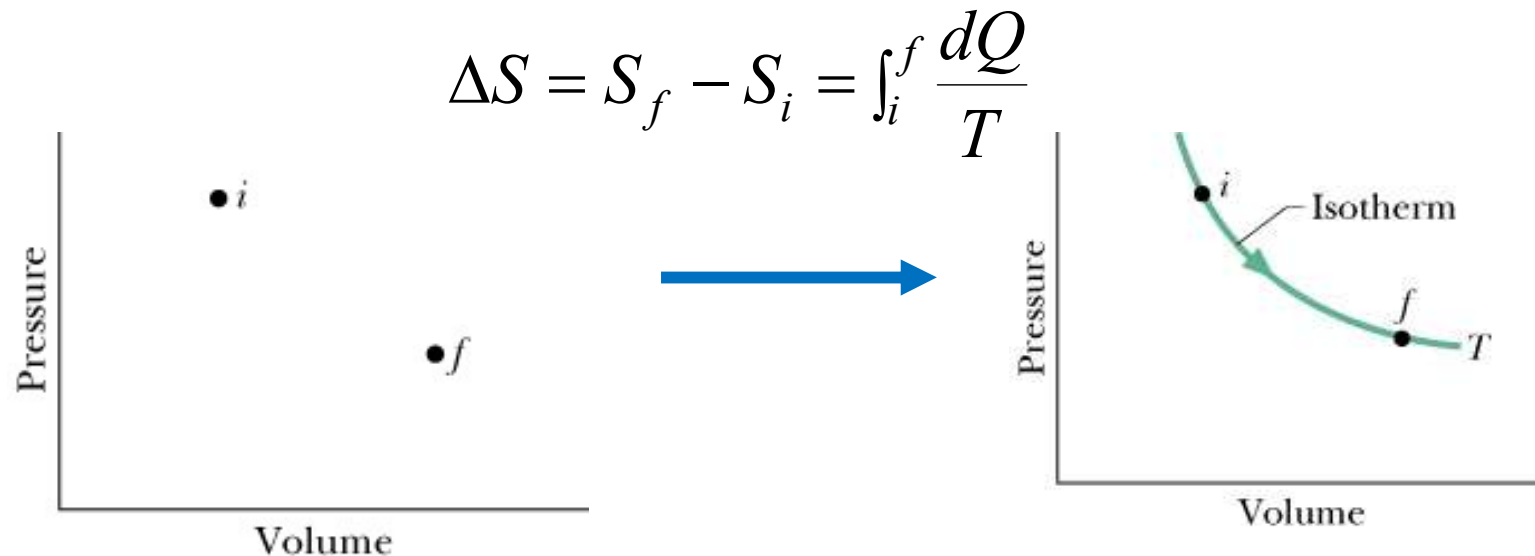 ΔS = S_f − S_i = ∫_i^f dQ/T
Pressure
i
f
Volume
Pressure
i
Isotherm
f
T
Volume